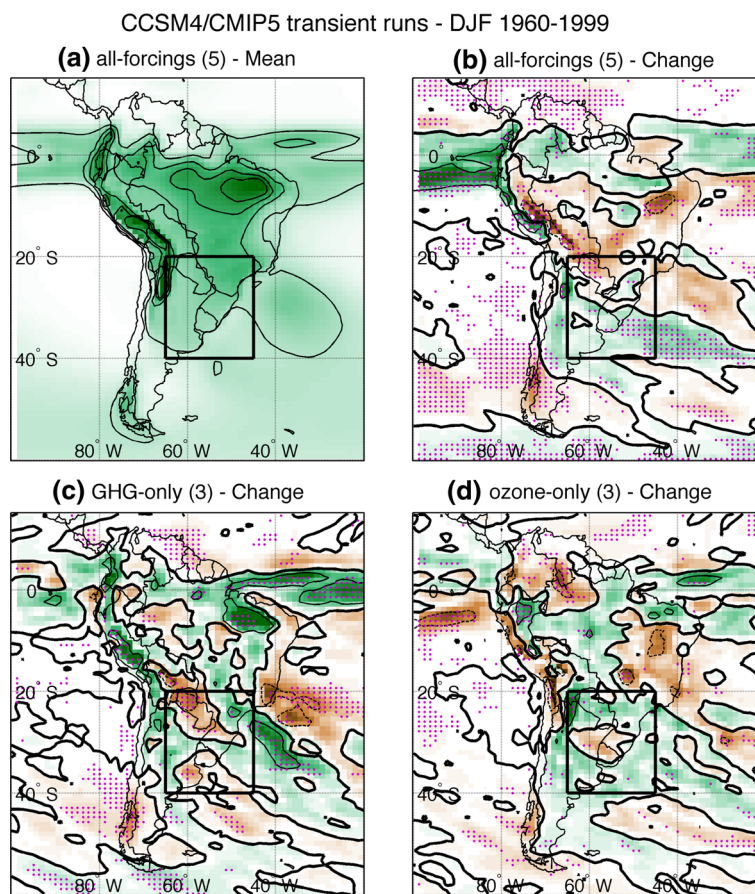 CCSM4/CMIP5 transient runs - DJF 1960-1999
(a) all-forcings (5) - Mean
(b) all-forcings (5) - Change
0°
20° S
40° S
80° W
60° W
40° W
0°
20° S
40° S
80° W
60° W
40° W
(c) GHG-only (3) - Change
(d) ozone-only (3) - Change
0°
20° S
40° S
80° W
60° W
40° W
0°
20° S
40° S
80° W
60° W
40° W